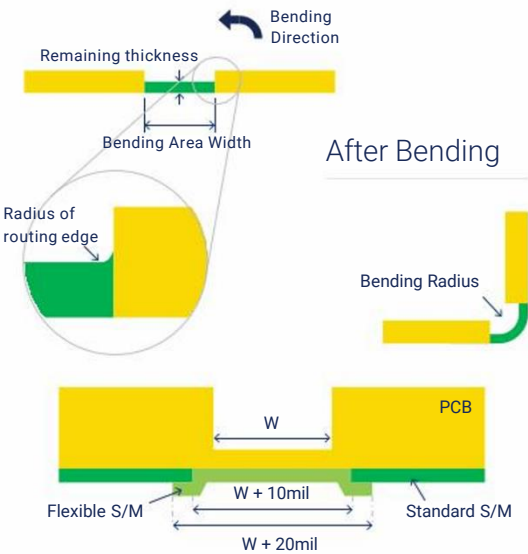 Bending
Direction
Remaining thickness
Bending Area Width
After Bending
Radius of
routing edge
Bending Radius
PCB
W
W + 10mil
Flexible S/M
Standard S/M
W + 20mil